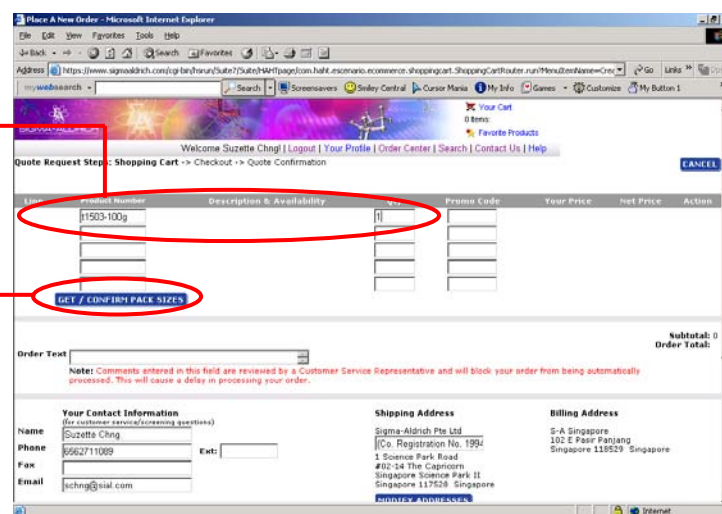 Place A New Order - Microsoft Internet Explorer
File Edit View Favorites Tools Help
Back Search Favorites
Address https://www.sigmaaldrich.com/cgi-bin/hsrun/Suite7/Suite/HAHTpage/com.haht.escenario.ecommerce.shoppingcart.ShoppingCartRouter.run?MenuItemName=Crea Go Links
mywebsearch Search Screensavers Smiley Central Cursor Mania My Info Games Customize My Button 1
SIGMA-ALDRICH
Your Cart
0 items:
Favorite Products
Welcome Suzette Chng! | Logout | Your Profile | Order Center | Search | Contact Us | Help
Quote Request Steps: Shopping Cart -> Checkout -> Quote Confirmation
CANCEL
Line Product Number Description & Availability Promo Code Your Price Net Price Action
t1503-100g 1
GET / CONFIRM PACK SIZES
Subtotal: 0
Order Total:
Order Text
Note: Comments entered in this field are reviewed by a Customer Service Representative and will block your order from being automatically
processed. This will cause a delay in processing your order.
Your Contact Information
(for customer service/screening questions)
Name Suzette Chng
Phone 6562711089 Ext:
Fax
Email schng@sial.com
Shipping Address
Sigma-Aldrich Pte Ltd
(Co. Registration No. 1994
1 Science Park Road
#02-14 The Capricorn
Singapore Science Park II
Singapore 117528 Singapore
MODIFY ADDRESSES
Billing Address
S-A Singapore
102 E Pasir Panjang
Singapore 118529 Singapore
Internet